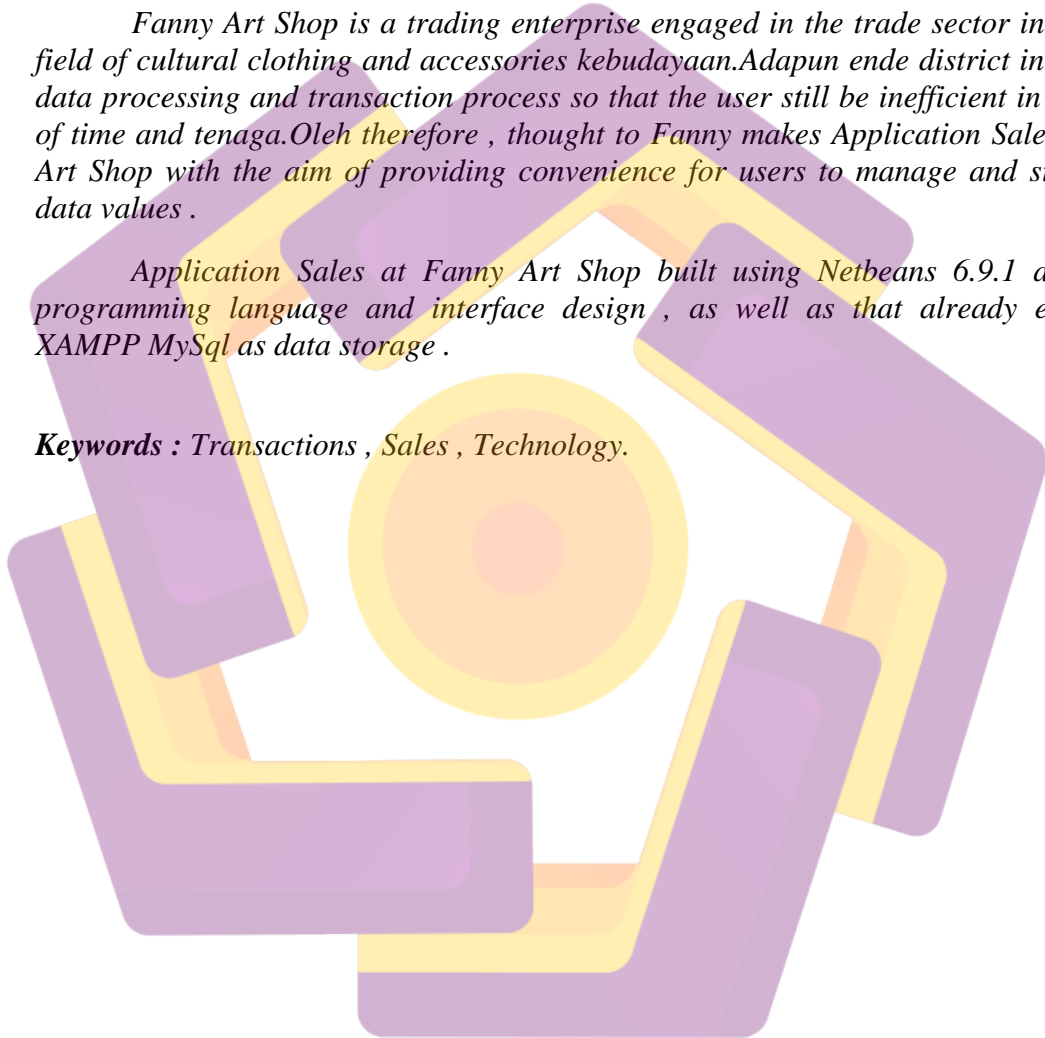 Fanny Art Shop is a trading enterprise engaged in the trade sector in
field of cultural clothing and accessories kebudayaan.Adapun ende district in
data processing and transaction process so that the user still be inefficient in
of time and tenaga.Oleh therefore , thought to Fanny makes Application Sale
Art Shop with the aim of providing convenience for users to manage and
data values .
Application Sales at Fanny Art Shop built using Netbeans 6.9.1
programming language and interface design , as well as that already
XAMPP MySql as data storage .
Keywords : Transactions , Sales , Technology.